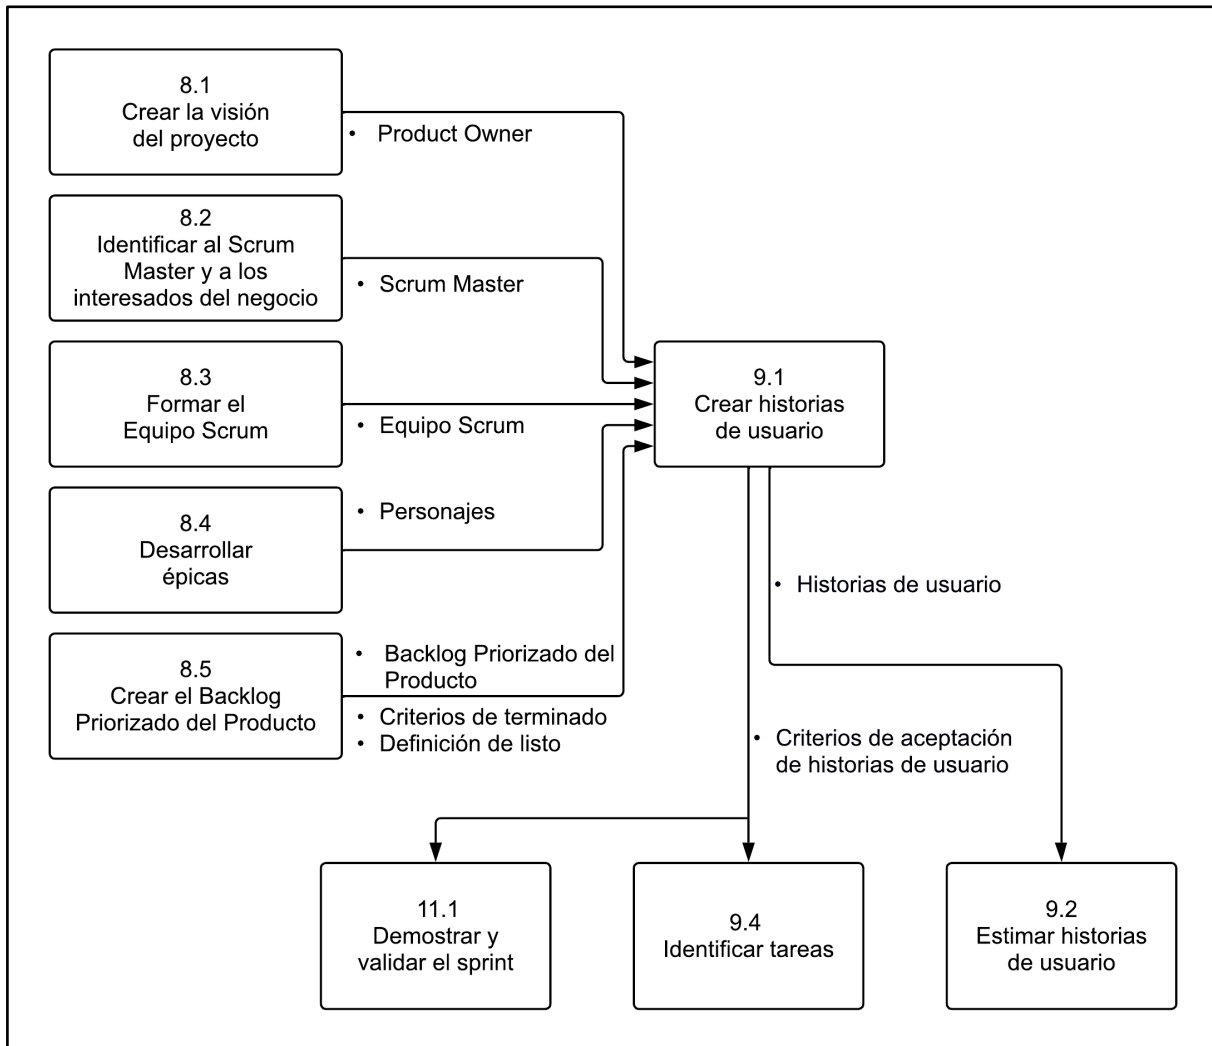 8.1
Crear la visión
del proyecto
• Product Owner
8.2
Identificar al Scrum
Master y a los
interesados del negocio
• Scrum Master
8.3
Formar el
Equipo Scrum
• Equipo Scrum
9.1
Crear historias
de usuario
8.4
Desarrollar
épicas
• Personajes
• Historias de usuario
8.5
Crear el Backlog
Priorizado del Producto
• Backlog Priorizado del
Producto
• Criterios de terminado
• Definición de listo
• Criterios de aceptación
de historias de usuario
11.1
Demostrar y
validar el sprint
9.4
Identificar tareas
9.2
Estimar historias
de usuario